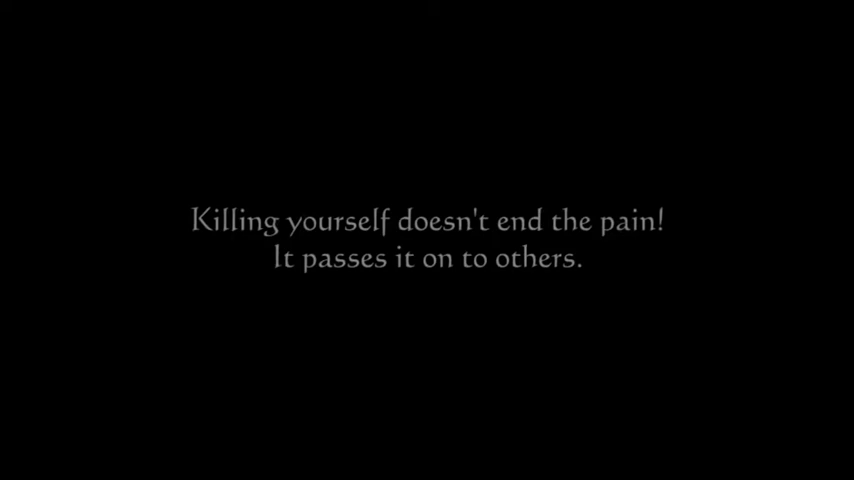 Killing yourself doesn't end the pain!
It passes it on to others.